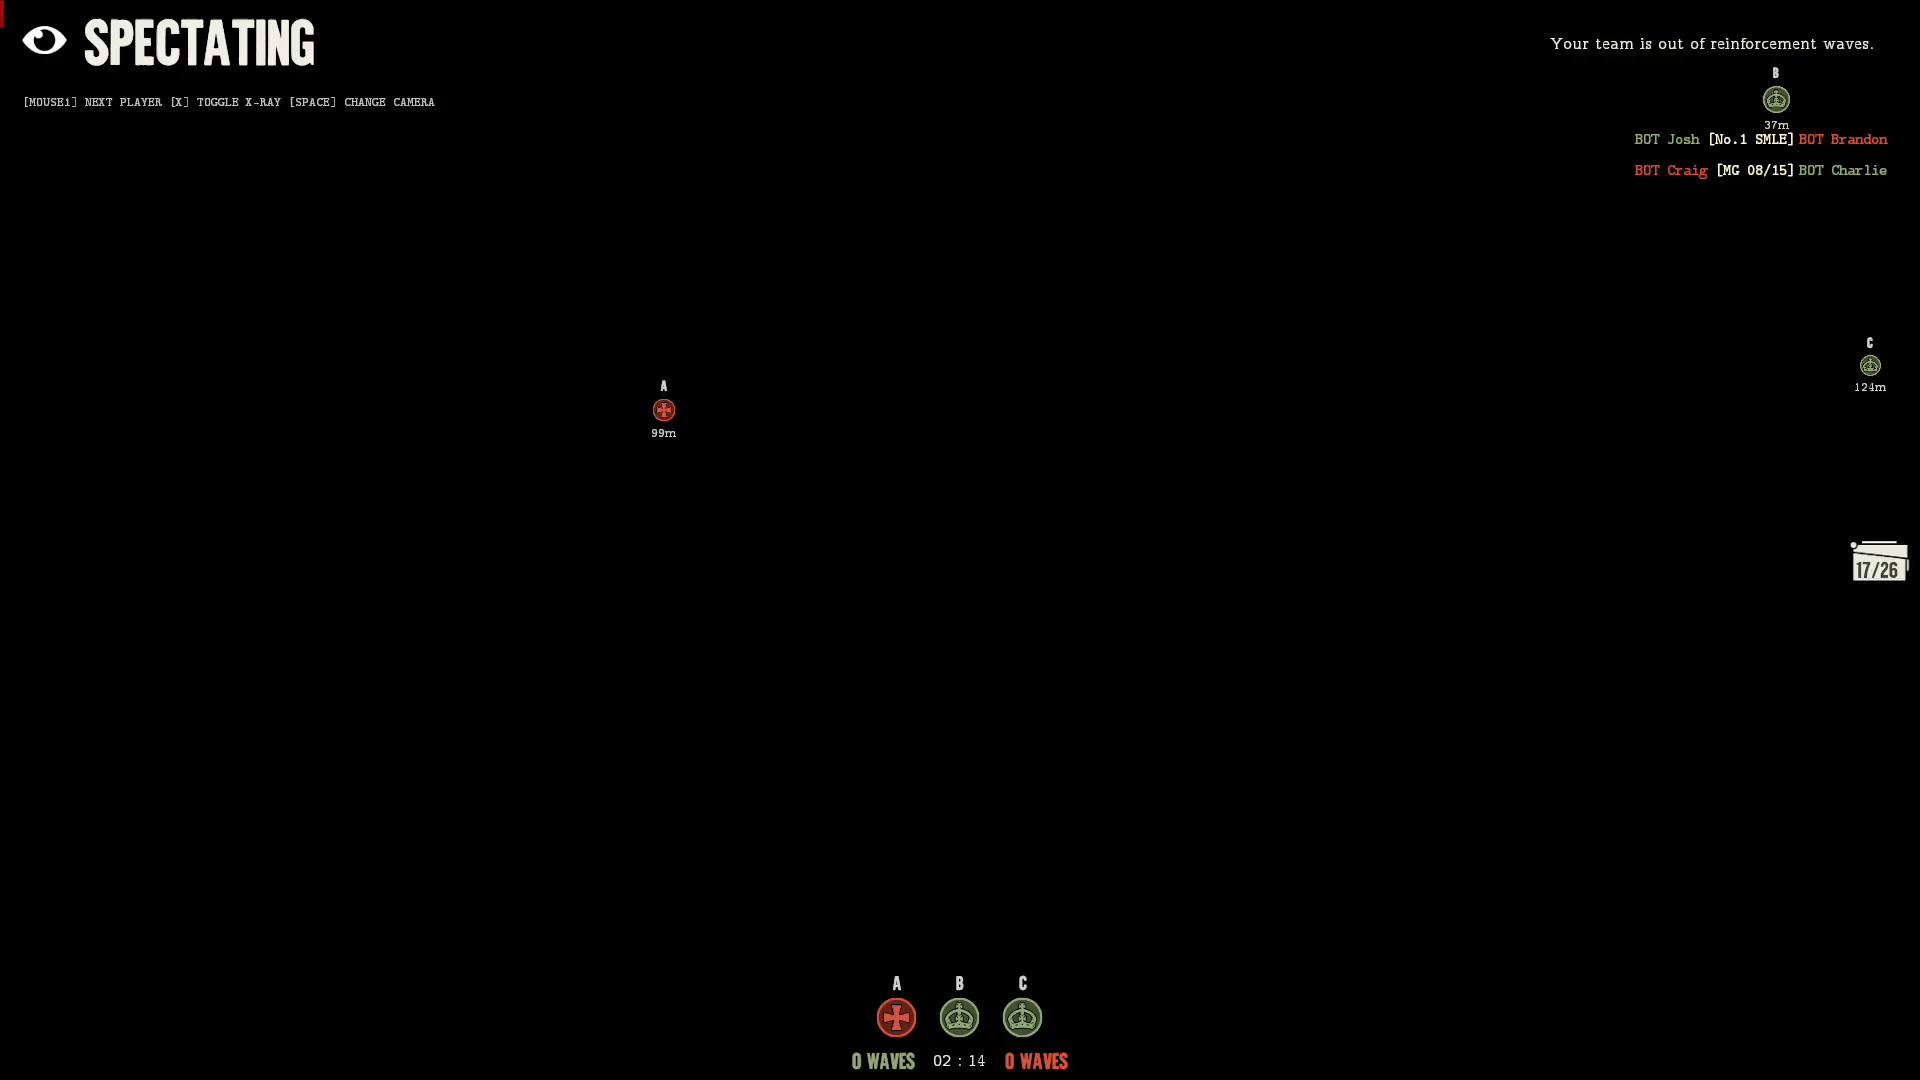 SPECTATING
[MOUSE1] NEXT PLAYER [X] TOGGLE X-RAY [SPACE] CHANGE CAMERA
Your team is out of reinforcement waves.
B
37m
BOT Josh [No.1 SMLE] BOT Brandon
BOT Craig [MG 08/15] BOT Charlie
C
124m
A
99m
17/26
A B C
0 WAVES 02 : 14 0 WAVES